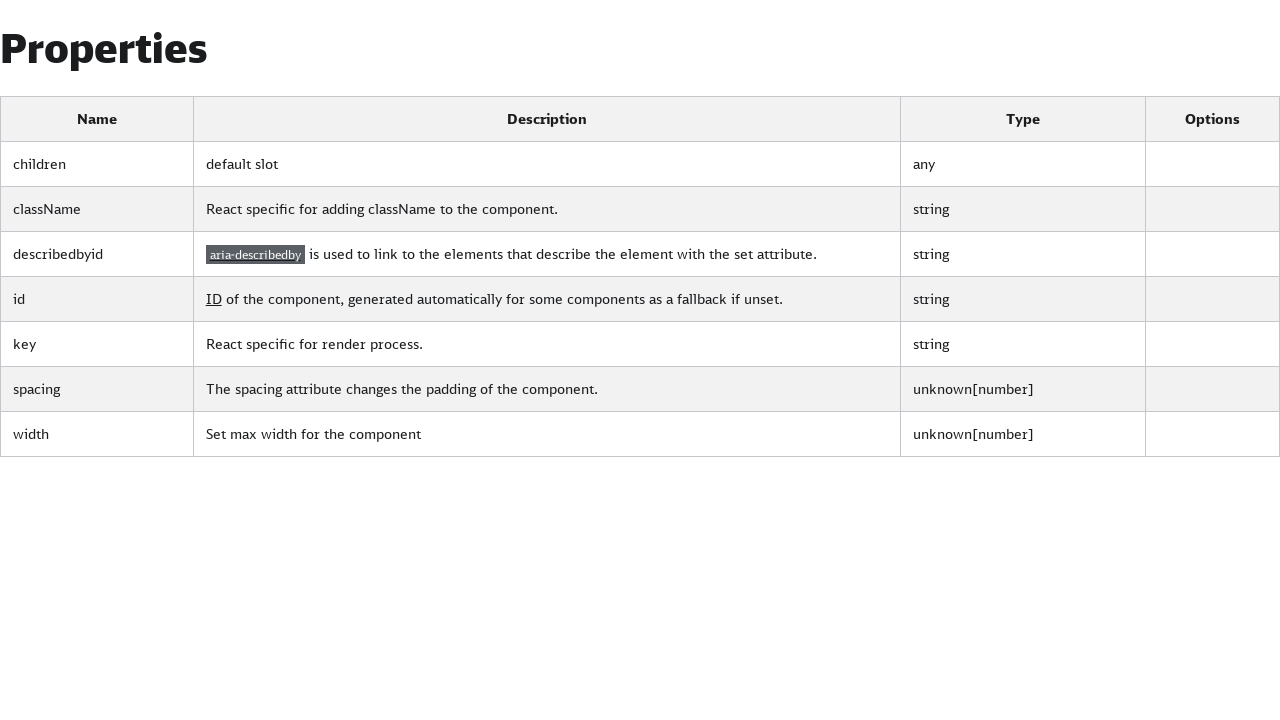 Properties
Name Description Type Options
children default slot any
className React specific for adding className to the component. string
describedbyid aria-describedby is used to link to the elements that describe the element with the set attribute. string
id ID of the component, generated automatically for some components as a fallback if unset. string
key React specific for render process. string
spacing The spacing attribute changes the padding of the component. unknown[number]
width Set max width for the component unknown[number]